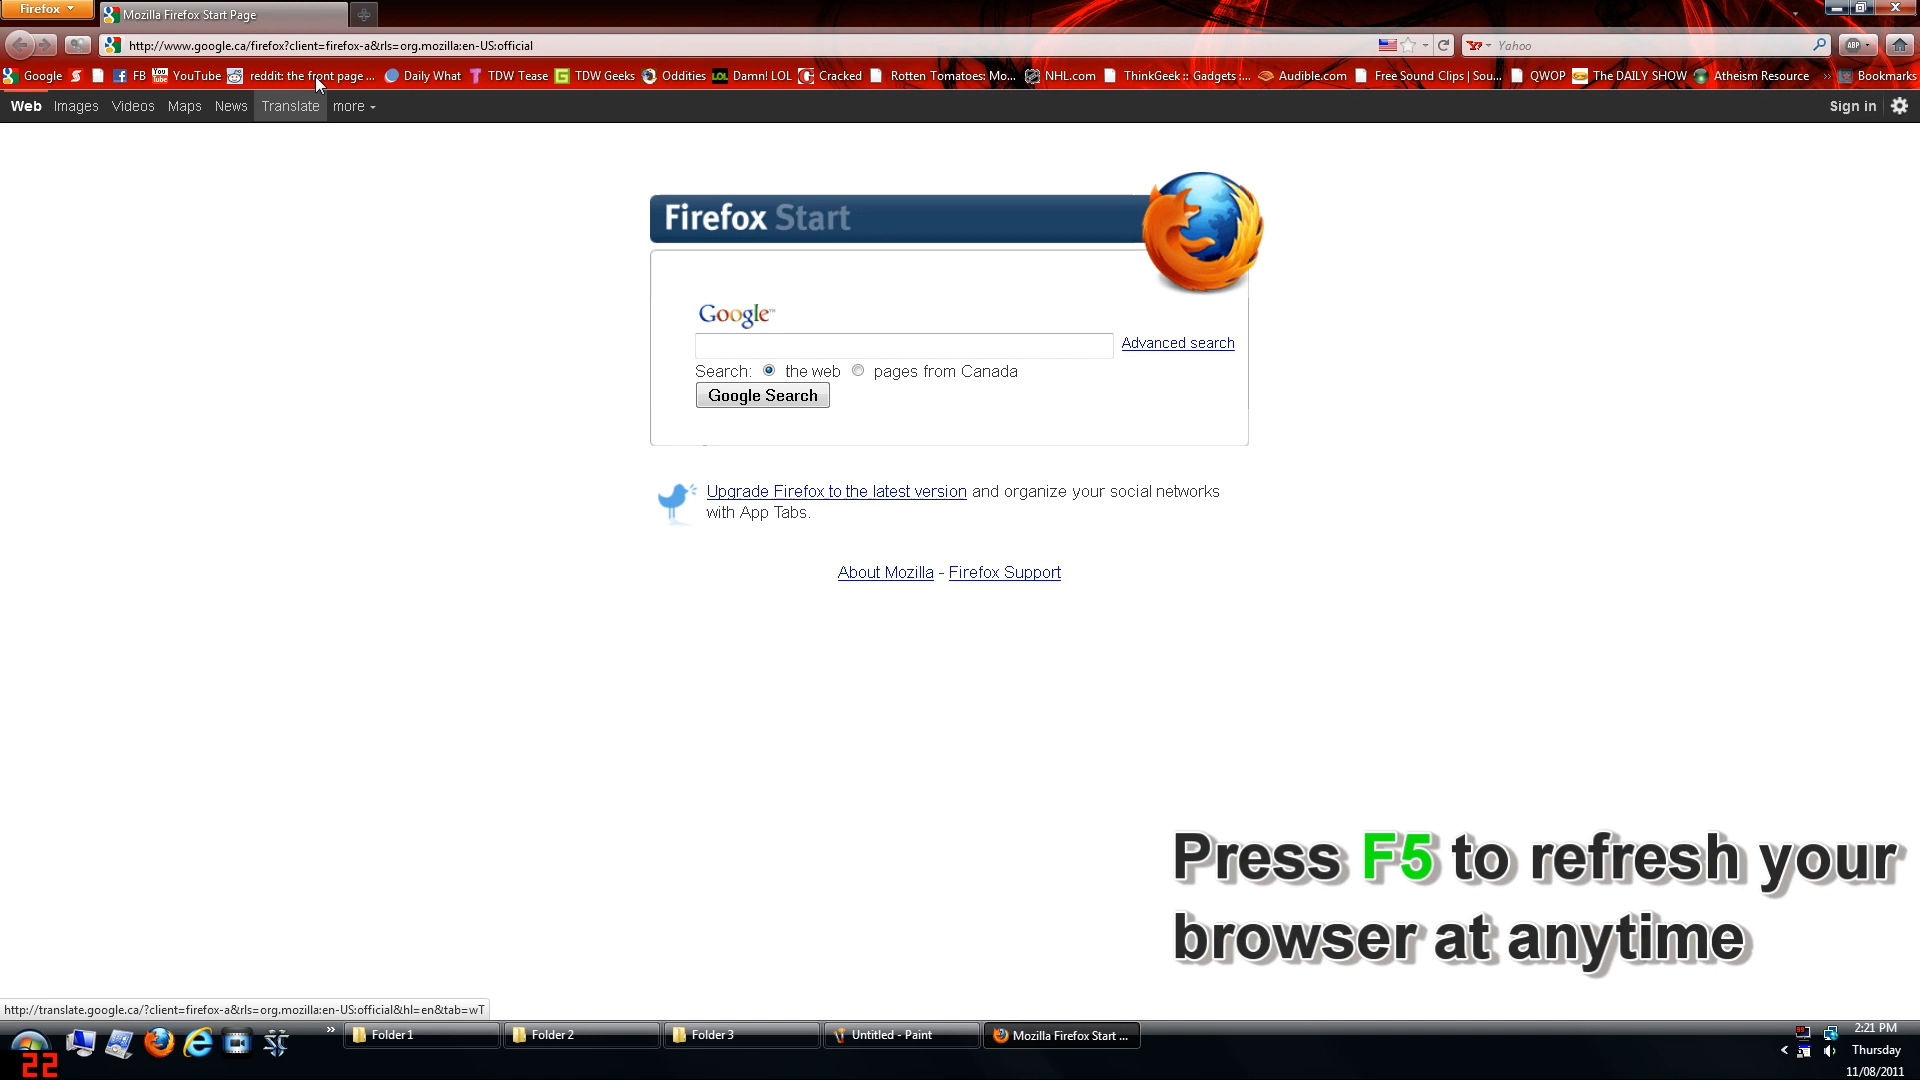 Firefox
Mozilla Firefox Start Page
http://www.google.ca/firefox?client=firefox-a&rls=org.mozilla:en-US:official
Yahoo
ABP
Google
FB
YouTube
reddit: the front page ...
Daily What
TDW Tease
TDW Geeks
Oddities
Damn! LOL
Cracked
Rotten Tomatoes: Mo...
NHL.com
ThinkGeek :: Gadgets :...
Audible.com
Free Sound Clips | Sou...
QWOP
The DAILY SHOW
Atheism Resource
Bookmarks
Web Images Videos Maps News Translate more
Sign in
Firefox Start
Google™
Advanced search
Search: the web pages from Canada
Google Search
Upgrade Firefox to the latest version and organize your social networks
with App Tabs.
About Mozilla - Firefox Support
Press F5 to refresh your
browser at anytime
http://translate.google.ca/?client=firefox-a&rls=org.mozilla:en-US:official&hl=en&tab=wT
22
Folder 1
Folder 2
Folder 3
Untitled - Paint
Mozilla Firefox Start ...
2:21 PM
Thursday
11/08/2011